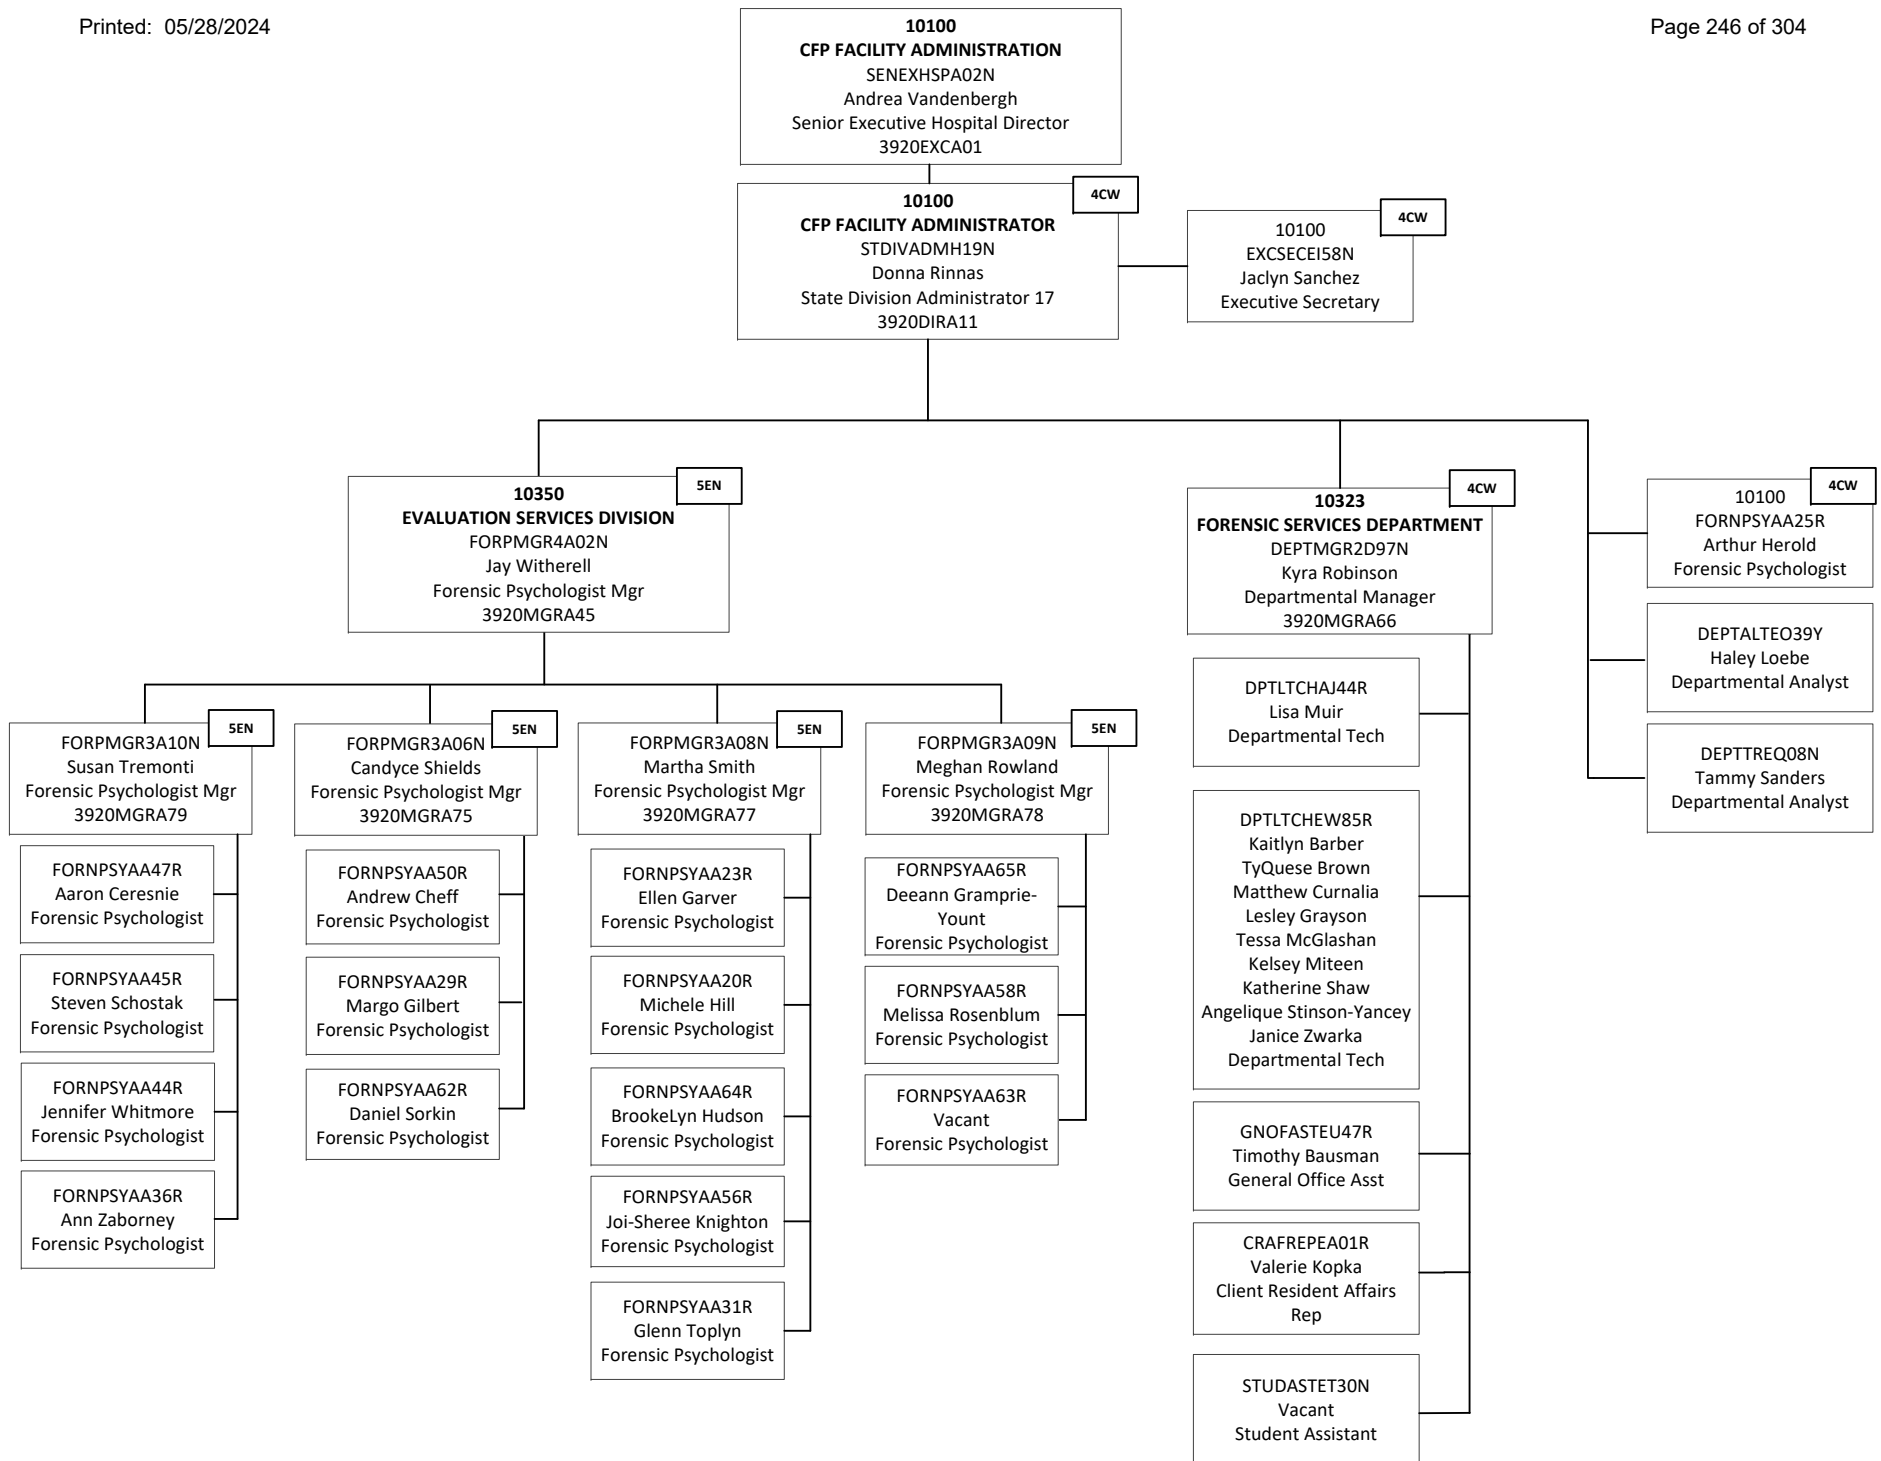 Printed: 05/28/2024
Page 246 of 304
10100
CFP FACILITY ADMINISTRATION
SENEXHSPA02N
Andrea Vandenbergh
Senior Executive Hospital Director
3920EXCA01
4CW
10100
CFP FACILITY ADMINISTRATOR
STDIVADMH19N
Donna Rinnas
State Division Administrator 17
3920DIRA11
4CW
10100
EXCSECEI58N
Jaclyn Sanchez
Executive Secretary
5EN
10350
EVALUATION SERVICES DIVISION
FORPMGR4A02N
Jay Witherell
Forensic Psychologist Mgr
3920MGRA45
4CW
10323
FORENSIC SERVICES DEPARTMENT
DEPTMGR2D97N
Kyra Robinson
Departmental Manager
3920MGRA66
4CW
10100
FORNPSYAA25R
Arthur Herold
Forensic Psychologist
DEPTALTEO39Y
Haley Loebe
Departmental Analyst
DEPTTREQ08N
Tammy Sanders
Departmental Analyst
5EN
FORPMGR3A10N
Susan Tremonti
Forensic Psychologist Mgr
3920MGRA79
FORNPSYAA47R
Aaron Ceresnie
Forensic Psychologist
FORNPSYAA45R
Steven Schostak
Forensic Psychologist
FORNPSYAA44R
Jennifer Whitmore
Forensic Psychologist
FORNPSYAA36R
Ann Zaborney
Forensic Psychologist
5EN
FORPMGR3A06N
Candyce Shields
Forensic Psychologist Mgr
3920MGRA75
FORNPSYAA50R
Andrew Cheff
Forensic Psychologist
FORNPSYAA29R
Margo Gilbert
Forensic Psychologist
FORNPSYAA62R
Daniel Sorkin
Forensic Psychologist
5EN
FORPMGR3A08N
Martha Smith
Forensic Psychologist Mgr
3920MGRA77
FORNPSYAA23R
Ellen Garver
Forensic Psychologist
FORNPSYAA20R
Michele Hill
Forensic Psychologist
FORNPSYAA64R
BrookeLyn Hudson
Forensic Psychologist
FORNPSYAA56R
Joi-Sheree Knighton
Forensic Psychologist
FORNPSYAA31R
Glenn Toplyn
Forensic Psychologist
5EN
FORPMGR3A09N
Meghan Rowland
Forensic Psychologist Mgr
3920MGRA78
FORNPSYAA65R
Deeann Gramprie-
Yount
Forensic Psychologist
FORNPSYAA58R
Melissa Rosenblum
Forensic Psychologist
FORNPSYAA63R
Vacant
Forensic Psychologist
DPTLTCHAJ44R
Lisa Muir
Departmental Tech
DPTLTCHEW85R
Kaitlyn Barber
TyQuese Brown
Matthew Curnalia
Lesley Grayson
Tessa McGlashan
Kelsey Miteen
Katherine Shaw
Angelique Stinson-Yancey
Janice Zwarka
Departmental Tech
GNOFASTEU47R
Timothy Bausman
General Office Asst
CRAFREPEA01R
Valerie Kopka
Client Resident Affairs
Rep
STUDASTET30N
Vacant
Student Assistant